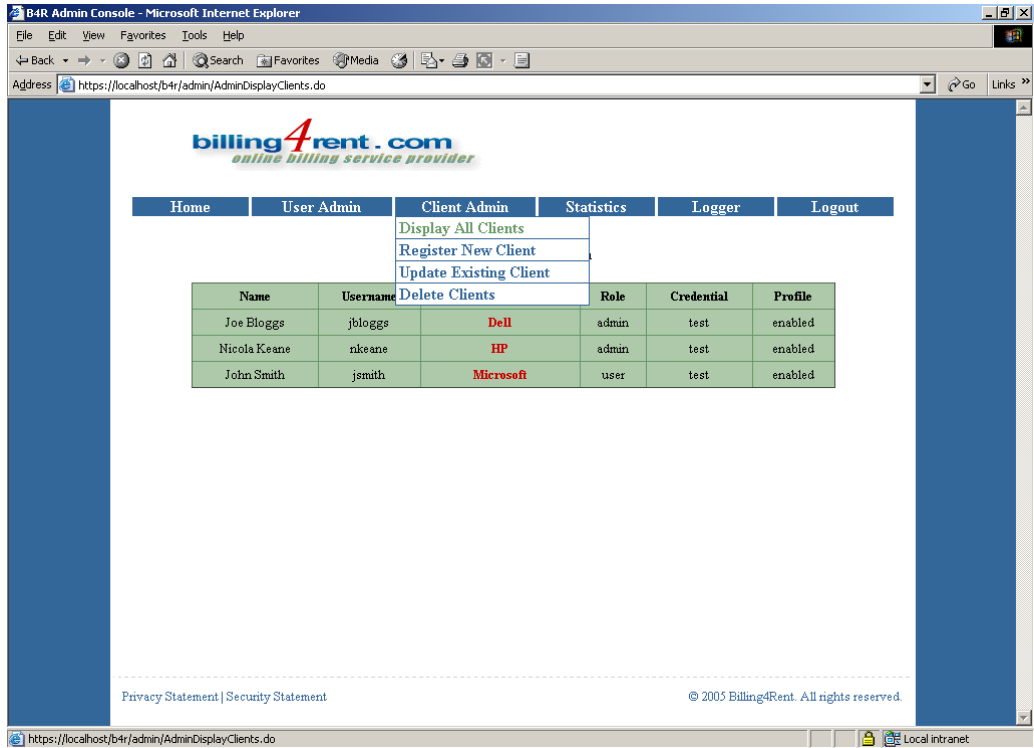 B4R Admin Console - Microsoft Internet Explorer
File Edit View Favorites Tools Help
Back Search Favorites Media
Address https://localhost/b4r/admin/AdminDisplayClients.do Go Links »
billing4rent.com
online billing service provider
Home User Admin Client Admin Statistics Logger Logout
Display All Clients
Register New Client
Update Existing Client
Delete Clients
Name Username Role Credential Profile
Joe Bloggs jbloggs Dell admin test enabled
Nicola Keane nkeane HP admin test enabled
John Smith jsmith Microsoft user test enabled
Privacy Statement | Security Statement © 2005 Billing4Rent. All rights reserved.
https://localhost/b4r/admin/AdminDisplayClients.do Local intranet